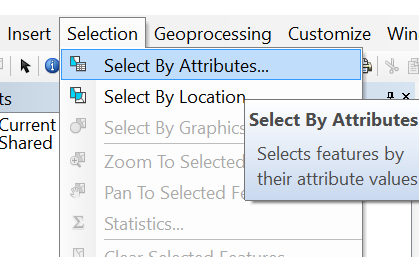 Insert Selection Geoprocessing Customize Win
Select By Attributes...
ts
Select By Location
Current
Shared
Select By Graphics
Select By Attributes
Selects features by
their attribute values
Zoom To Selected
Pan To Selected Fe
Statistics...
Clear Selected Features